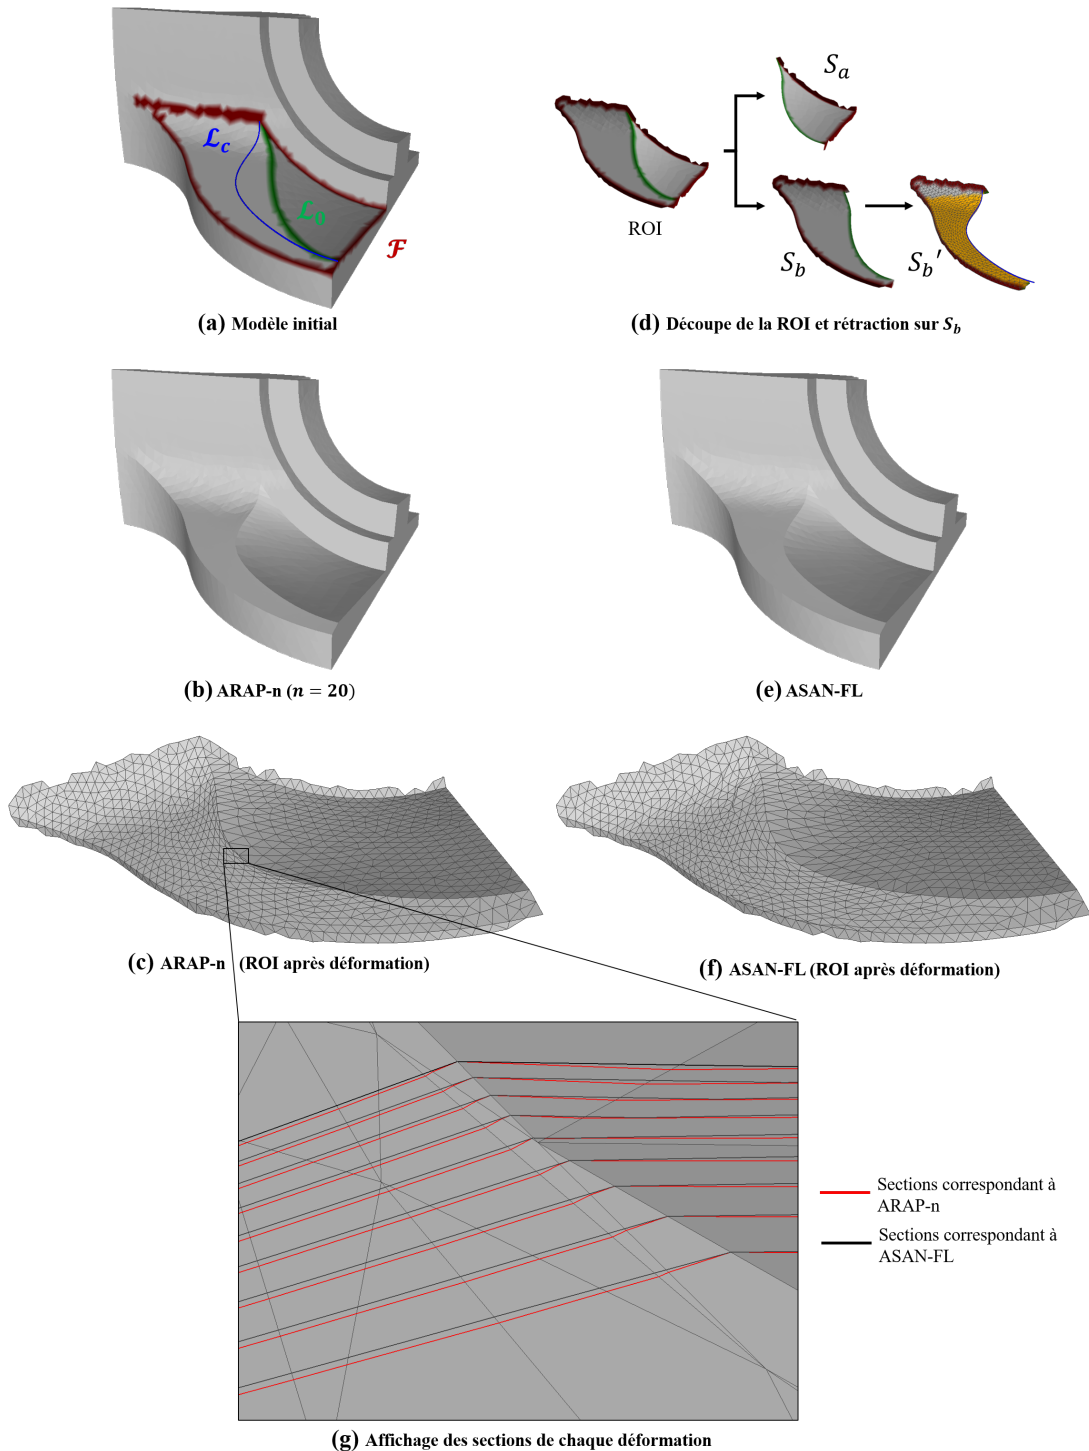 𝓛c
𝓛0
𝓕
(a) Modèle initial
Sa
ROI
Sb
Sb'
(d) Découpe de la ROI et rétraction sur Sb
(b) ARAP-n (n = 20)
(e) ASAN-FL
(c) ARAP-n (ROI après déformation)
(f) ASAN-FL (ROI après déformation)
Sections correspondant à
ARAP-n
Sections correspondant à
ASAN-FL
(g) Affichage des sections de chaque déformation